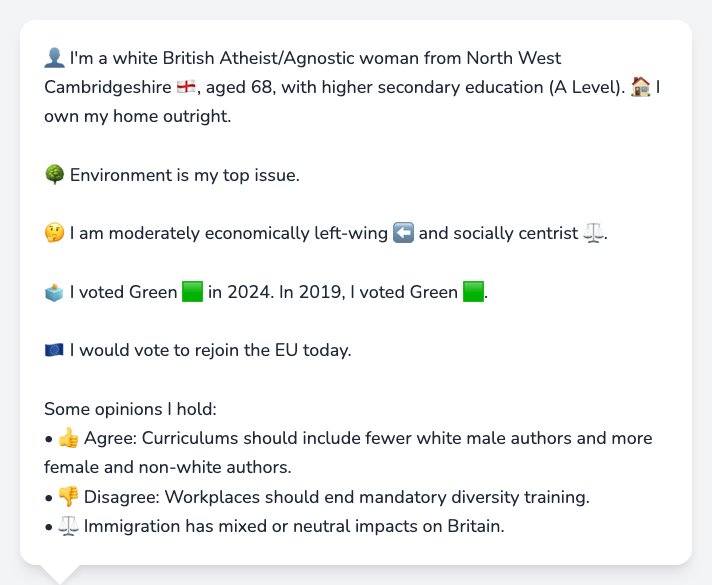 👤 I'm a white British Atheist/Agnostic woman from North West
Cambridgeshire 🏴󠁧󠁢󠁥󠁮󠁧󠁿, aged 68, with higher secondary education (A Level). 🏠 I
own my home outright.
🌳 Environment is my top issue.
🤔 I am moderately economically left-wing ⬅️ and socially centrist ⚖️.
🗳️ I voted Green 🟩 in 2024. In 2019, I voted Green 🟩.
🇪🇺 I would vote to rejoin the EU today.
Some opinions I hold:
• 👍 Agree: Curriculums should include fewer white male authors and more
female and non-white authors.
• 👎 Disagree: Workplaces should end mandatory diversity training.
• ⚖️ Immigration has mixed or neutral impacts on Britain.